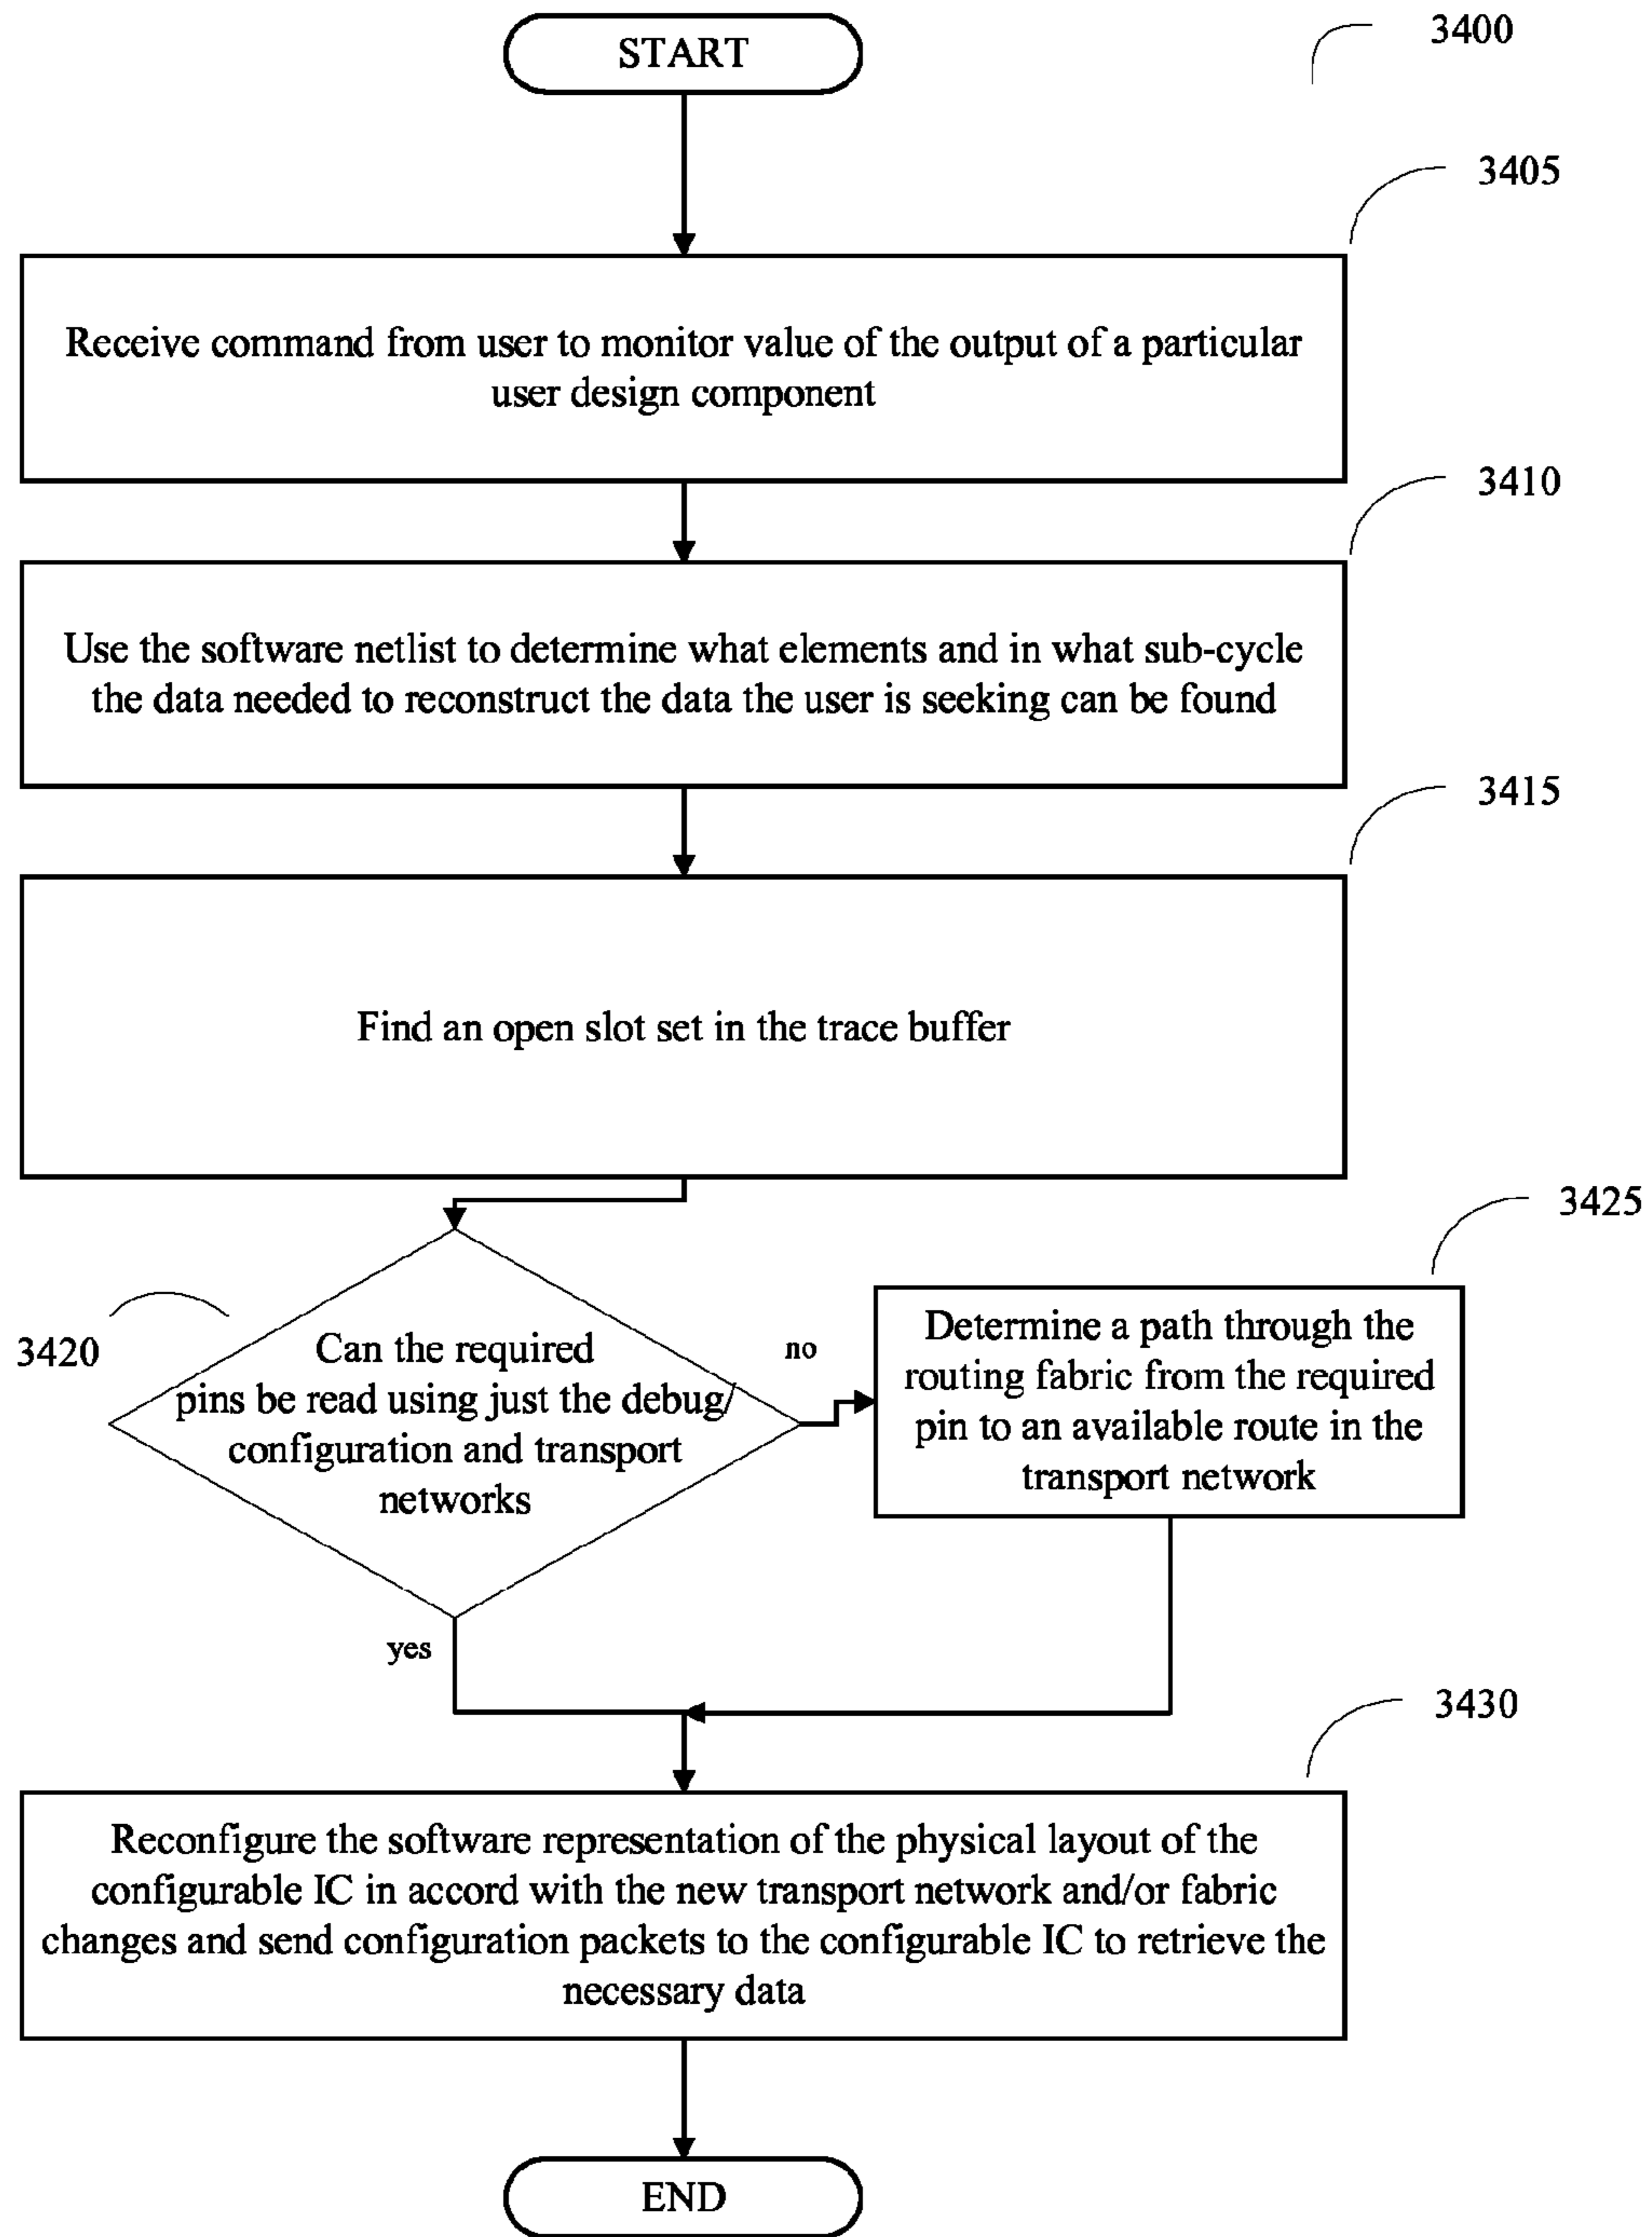 START
3400
3405
Receive command from user to monitor value of the output of a particular
user design component
3410
Use the software netlist to determine what elements and in what sub-cycle
the data needed to reconstruct the data the user is seeking can be found
3415
Find an open slot set in the trace buffer
3420
Can the required
pins be read using just the debug/
configuration and transport
networks
no
yes
3425
Determine a path through the
routing fabric from the required
pin to an available route in the
transport network
3430
Reconfigure the software representation of the physical layout of the
configurable IC in accord with the new transport network and/or fabric
changes and send configuration packets to the configurable IC to retrieve the
necessary data
END